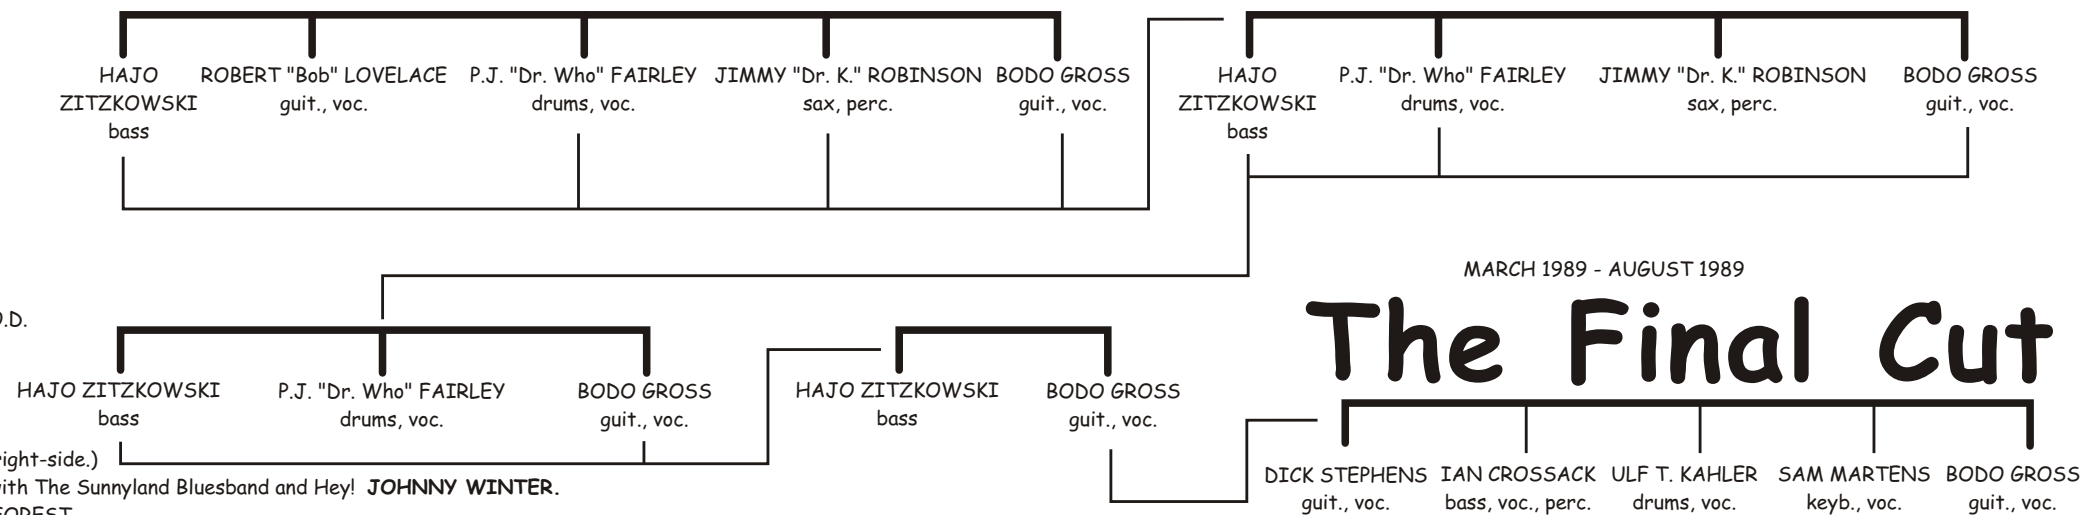 HAJO ROBERT "Bob" LOVELACE P.J. "Dr. Who" FAIRLEY JIMMY "Dr. K." ROBINSON BODO GROSS
ZITZKOWSKI guit., voc. drums, voc. sax, perc. guit., voc.
bass
HAJO P.J. "Dr. Who" FAIRLEY JIMMY "Dr. K." ROBINSON BODO GROSS
ZITZKOWSKI drums, voc. sax, perc. guit., voc.
bass
MARCH 1989 - AUGUST 1989
The Final Cut
.D.
HAJO ZITZKOWSKI P.J. "Dr. Who" FAIRLEY BODO GROSS
bass drums, voc. guit., voc.
HAJO ZITZKOWSKI BODO GROSS
bass guit., voc.
right-side.)
with The Sunnyland Bluesband and Hey! JOHNNY WINTER.
FOREST
DICK STEPHENS IAN CROSSACK ULF T. KAHLER SAM MARTENS BODO GROSS
guit., voc. bass, voc., perc. drums, voc. keyb., voc. guit., voc.